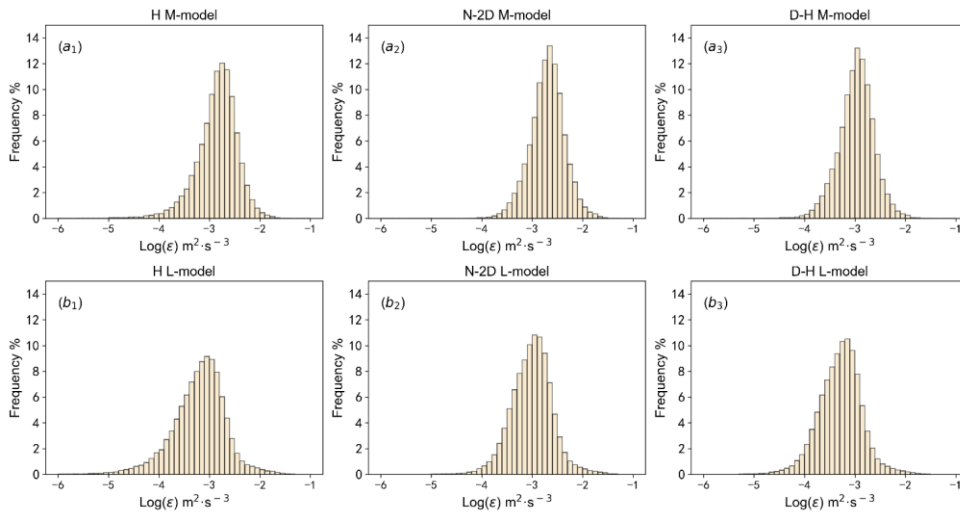 H M-model
N-2D M-model
D-H M-model
(a₁)
(a₂)
(a₃)
Frequency %
Frequency %
Frequency %
14
12
10
8
6
4
2
0
14
12
10
8
6
4
2
0
14
12
10
8
6
4
2
0
−6 −5 −4 −3 −2 −1
−6 −5 −4 −3 −2 −1
−6 −5 −4 −3 −2 −1
Log(ε) m²·s⁻³
Log(ε) m²·s⁻³
Log(ε) m²·s⁻³
H L-model
N-2D L-model
D-H L-model
(b₁)
(b₂)
(b₃)
Frequency %
Frequency %
Frequency %
14
12
10
8
6
4
2
0
14
12
10
8
6
4
2
0
14
12
10
8
6
4
2
0
−6 −5 −4 −3 −2 −1
−6 −5 −4 −3 −2 −1
−6 −5 −4 −3 −2 −1
Log(ε) m²·s⁻³
Log(ε) m²·s⁻³
Log(ε) m²·s⁻³